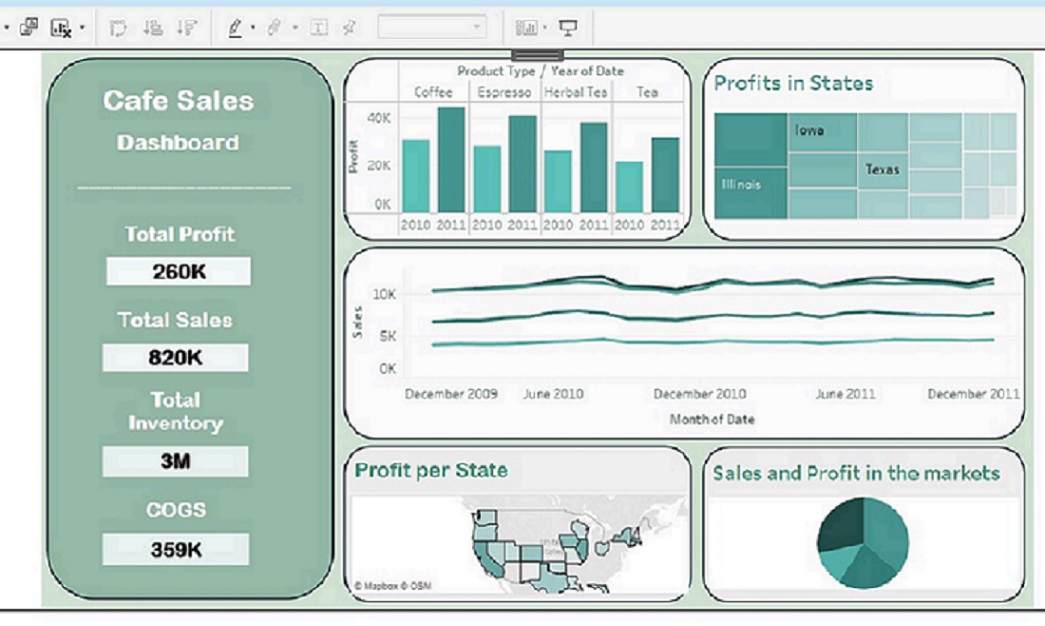 Cafe Sales
Dashboard
Total Profit
260K
Total Sales
820K
Total
Inventory
3M
COGS
359K
Product Type / Year of Date
Coffee Espresso Herbal Tea Tea
Profit
40K
20K
0K
2010 2011 2010 2011 2010 2011 2010 2011
Profits in States
Iowa
Texas
Illinois
Sales
10K
5K
0K
December 2009 June 2010 December 2010 June 2011 December 2011
Month of Date
Profit per State
© Mapbox © OSM
Sales and Profit in the markets